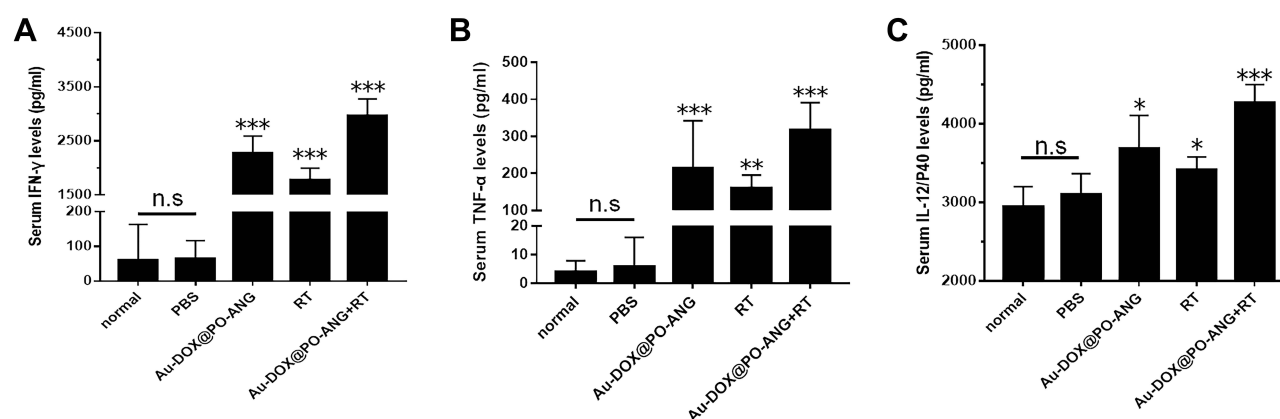 A
Serum IFN-γ levels (pg/ml)
4500
3500
2500
1500
200
100
0
n.s
***
***
***
normal
PBS
Au-DOX@PO-ANG
RT
Au-DOX@PO-ANG+RT
B
Serum TNF-α levels (pg/ml)
500
400
300
200
100
20
10
0
n.s
***
**
***
normal
PBS
Au-DOX@PO-ANG
RT
Au-DOX@PO-ANG+RT
C
Serum IL-12/P40 levels (pg/ml)
5000
4000
3000
2000
n.s
*
*
***
normal
PBS
Au-DOX@PO-ANG
RT
Au-DOX@PO-ANG+RT